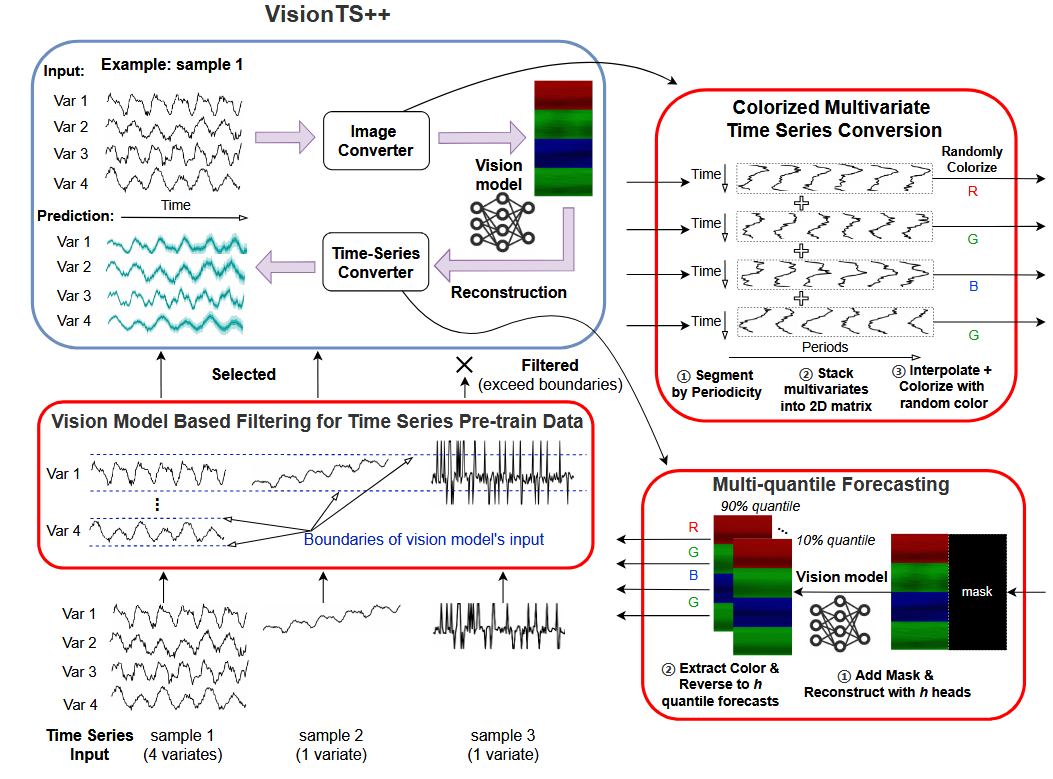 VisionTS++
Input:
Example: sample 1
Var 1
Var 2
Var 3
Var 4
Time
Prediction:
Var 1
Var 2
Var 3
Var 4
Image
Converter
Vision
model
Time-Series
Converter
Reconstruction
Selected
Filtered
(exceed boundaries)
Colorized Multivariate
Time Series Conversion
Randomly
Colorize
Time
R
+
Time
G
+
Time
B
+
Time
G
Periods
① Segment
by Periodicity
② Stack
multivariates
into 2D matrix
③ Interpolate +
Colorize with
random color
Vision Model Based Filtering for Time Series Pre-train Data
Var 1
⋮
Var 4
Boundaries of vision model's input
Var 1
Var 2
Var 3
Var 4
Time Series
Input
sample 1
(4 variates)
sample 2
(1 variate)
sample 3
(1 variate)
Multi-quantile Forecasting
90% quantile
10% quantile
R
G
B
G
Vision model
mask
② Extract Color &
Reverse to h
quantile forecasts
① Add Mask &
Reconstruct with h heads